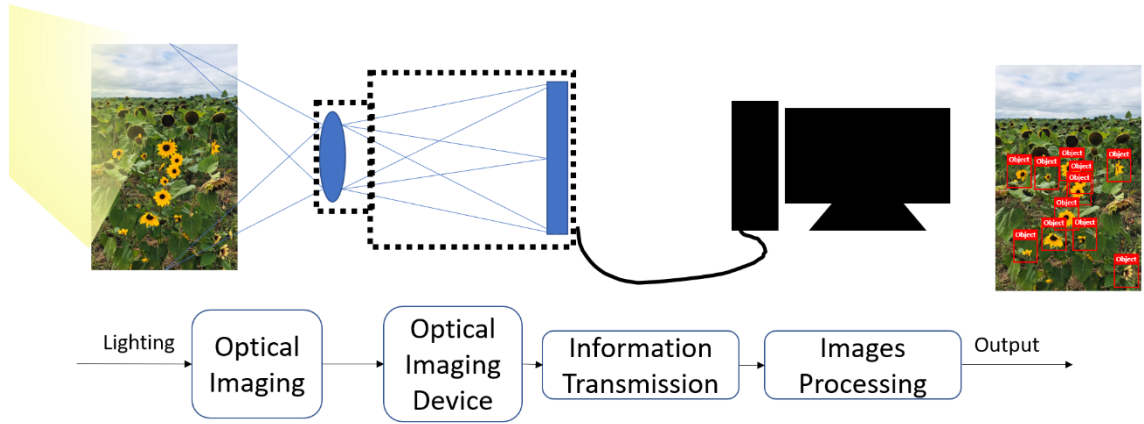 Object
Object
Object
Object
Object
Object
Object
Object
Object
Object
Object
Lighting
Optical
Imaging
Optical
Imaging
Device
Information
Transmission
Images
Processing
Output